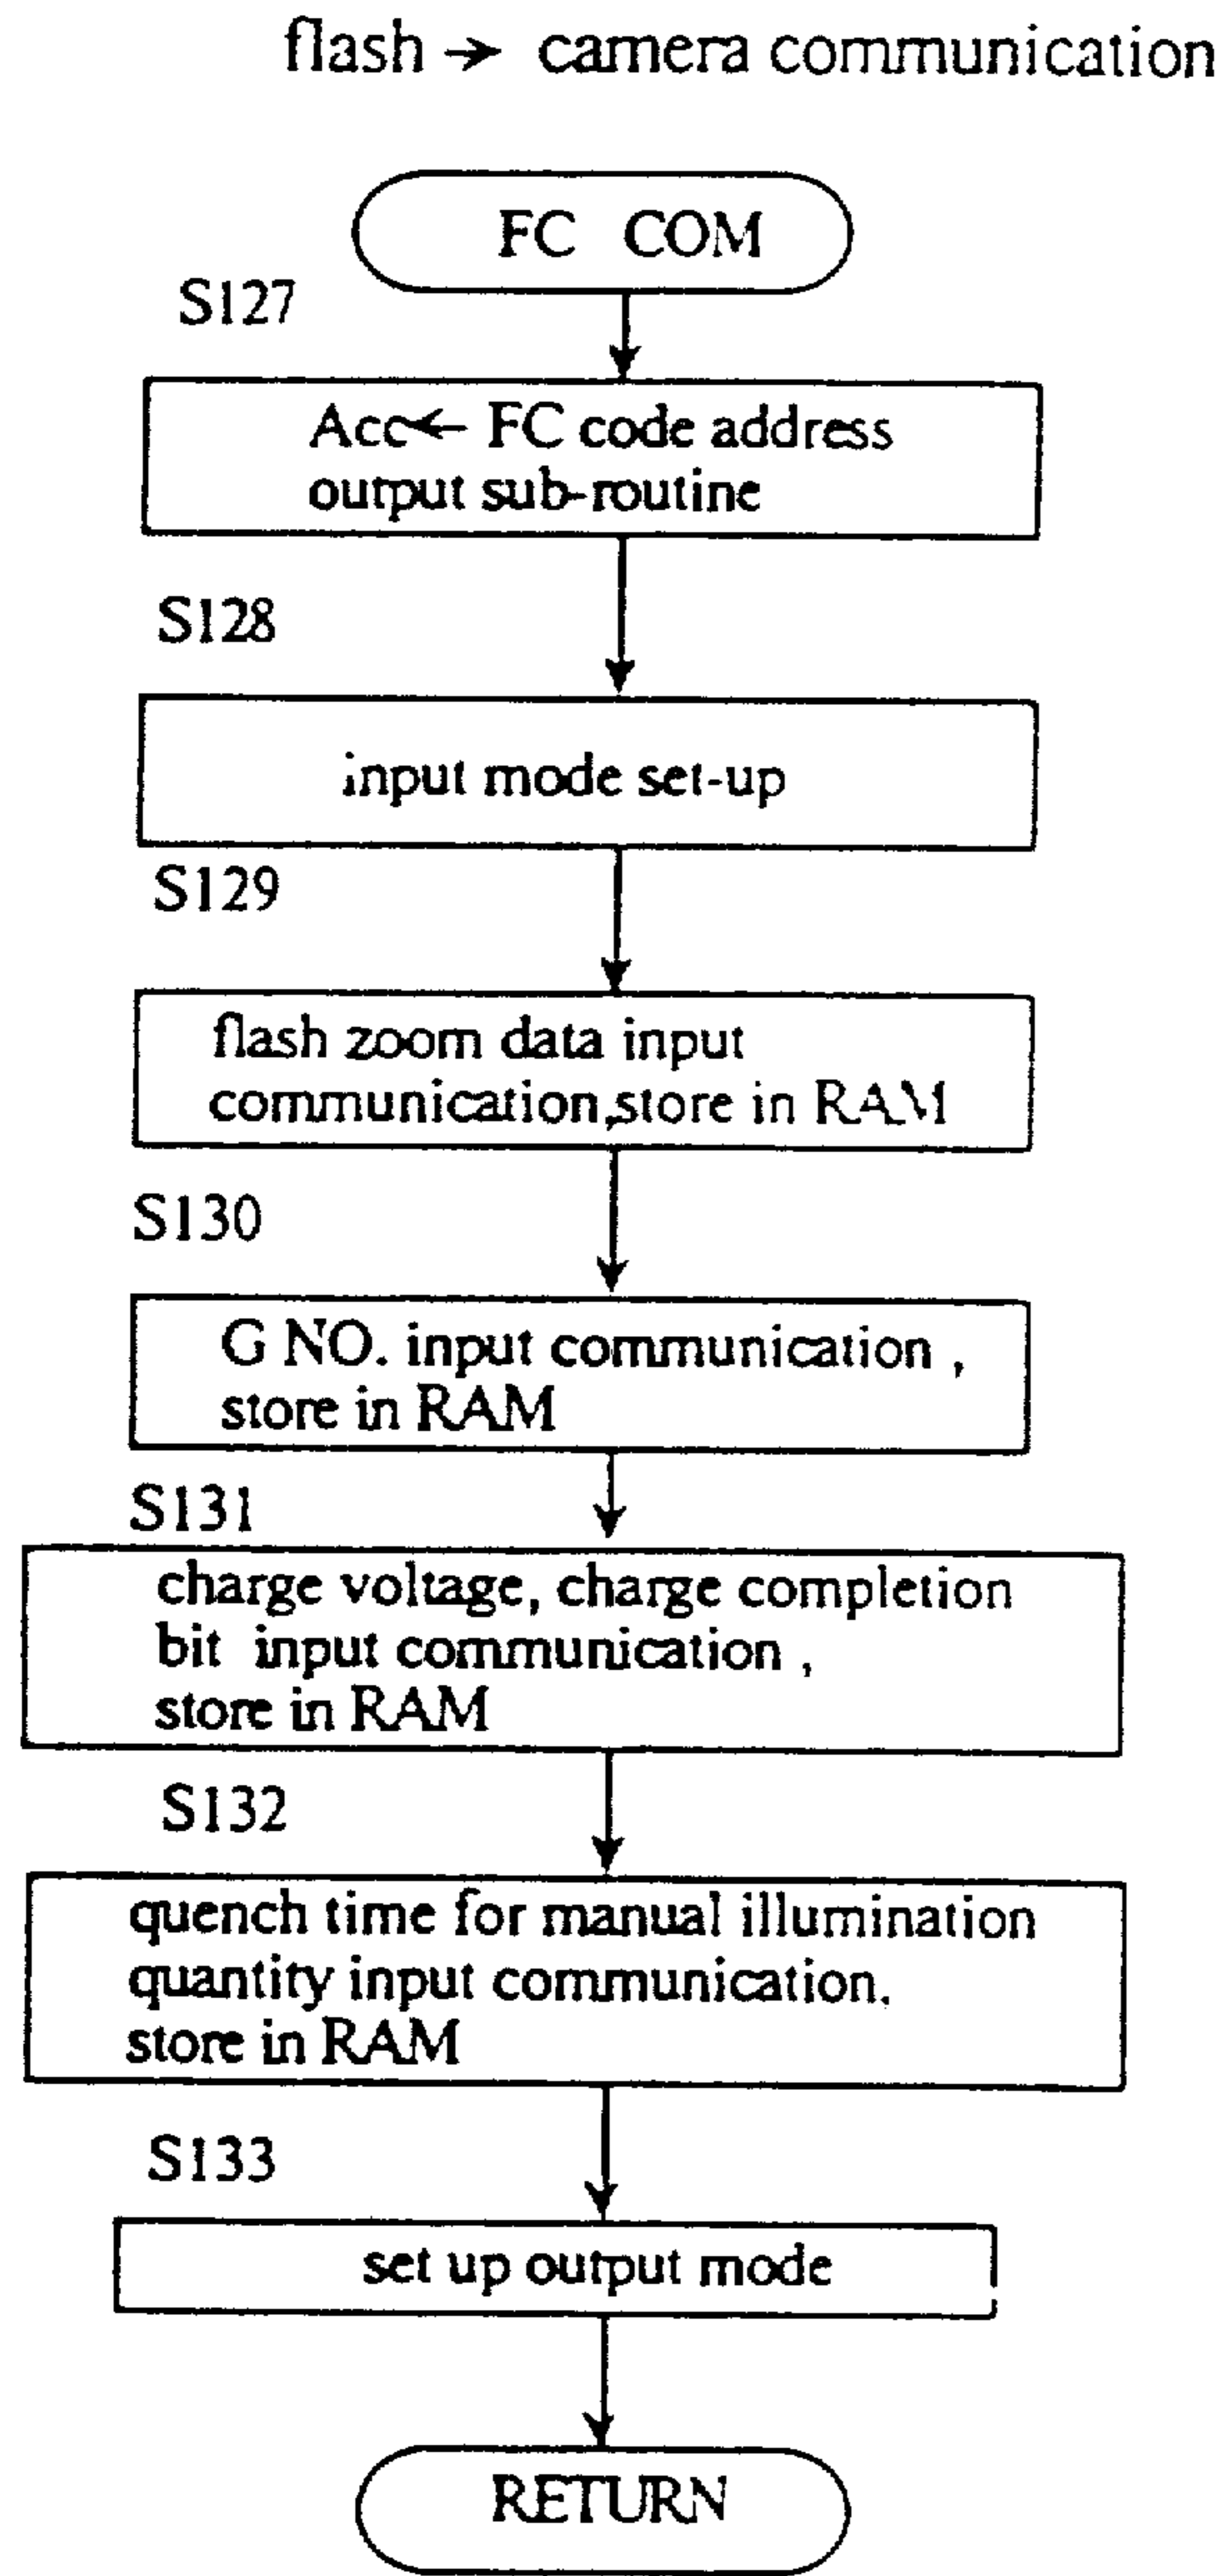 flash → camera communication
FC COM
S127
Acc← FC code address
output sub-routine
S128
input mode set-up
S129
flash zoom data input
communication,store in RAM
S130
G NO. input communication ,
store in RAM
S131
charge voltage, charge completion
bit input communication ,
store in RAM
S132
quench time for manual illumination
quantity input communication.
store in RAM
S133
set up output mode
RETURN